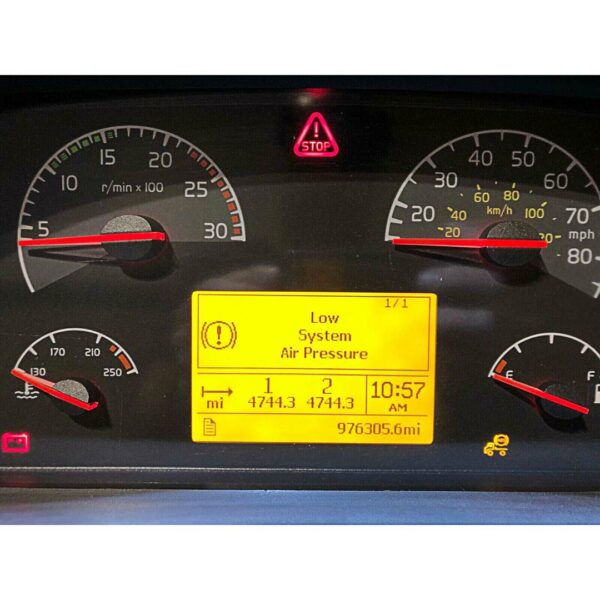 STOP
15
20
10
25
r/min x 100
5
30
40
50
30
60
60
80
20
40
km/h
100
70
20
mph
80
1/1
Low
System
Air Pressure
170
210
130
250
E
F
mi
1
2
4744.3
4744.3
10:57
AM
976305.6mi